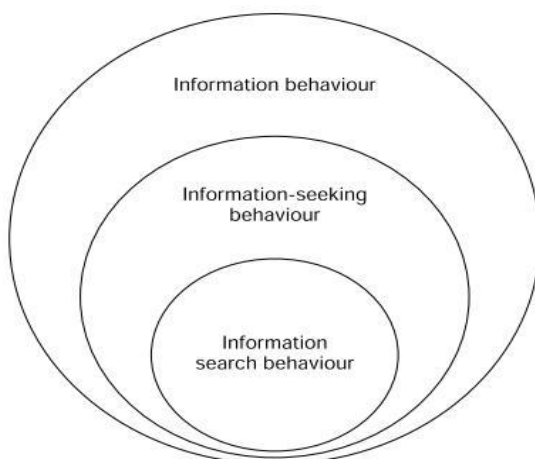 Information behaviour
Information-seeking
behaviour
Information
search behaviour